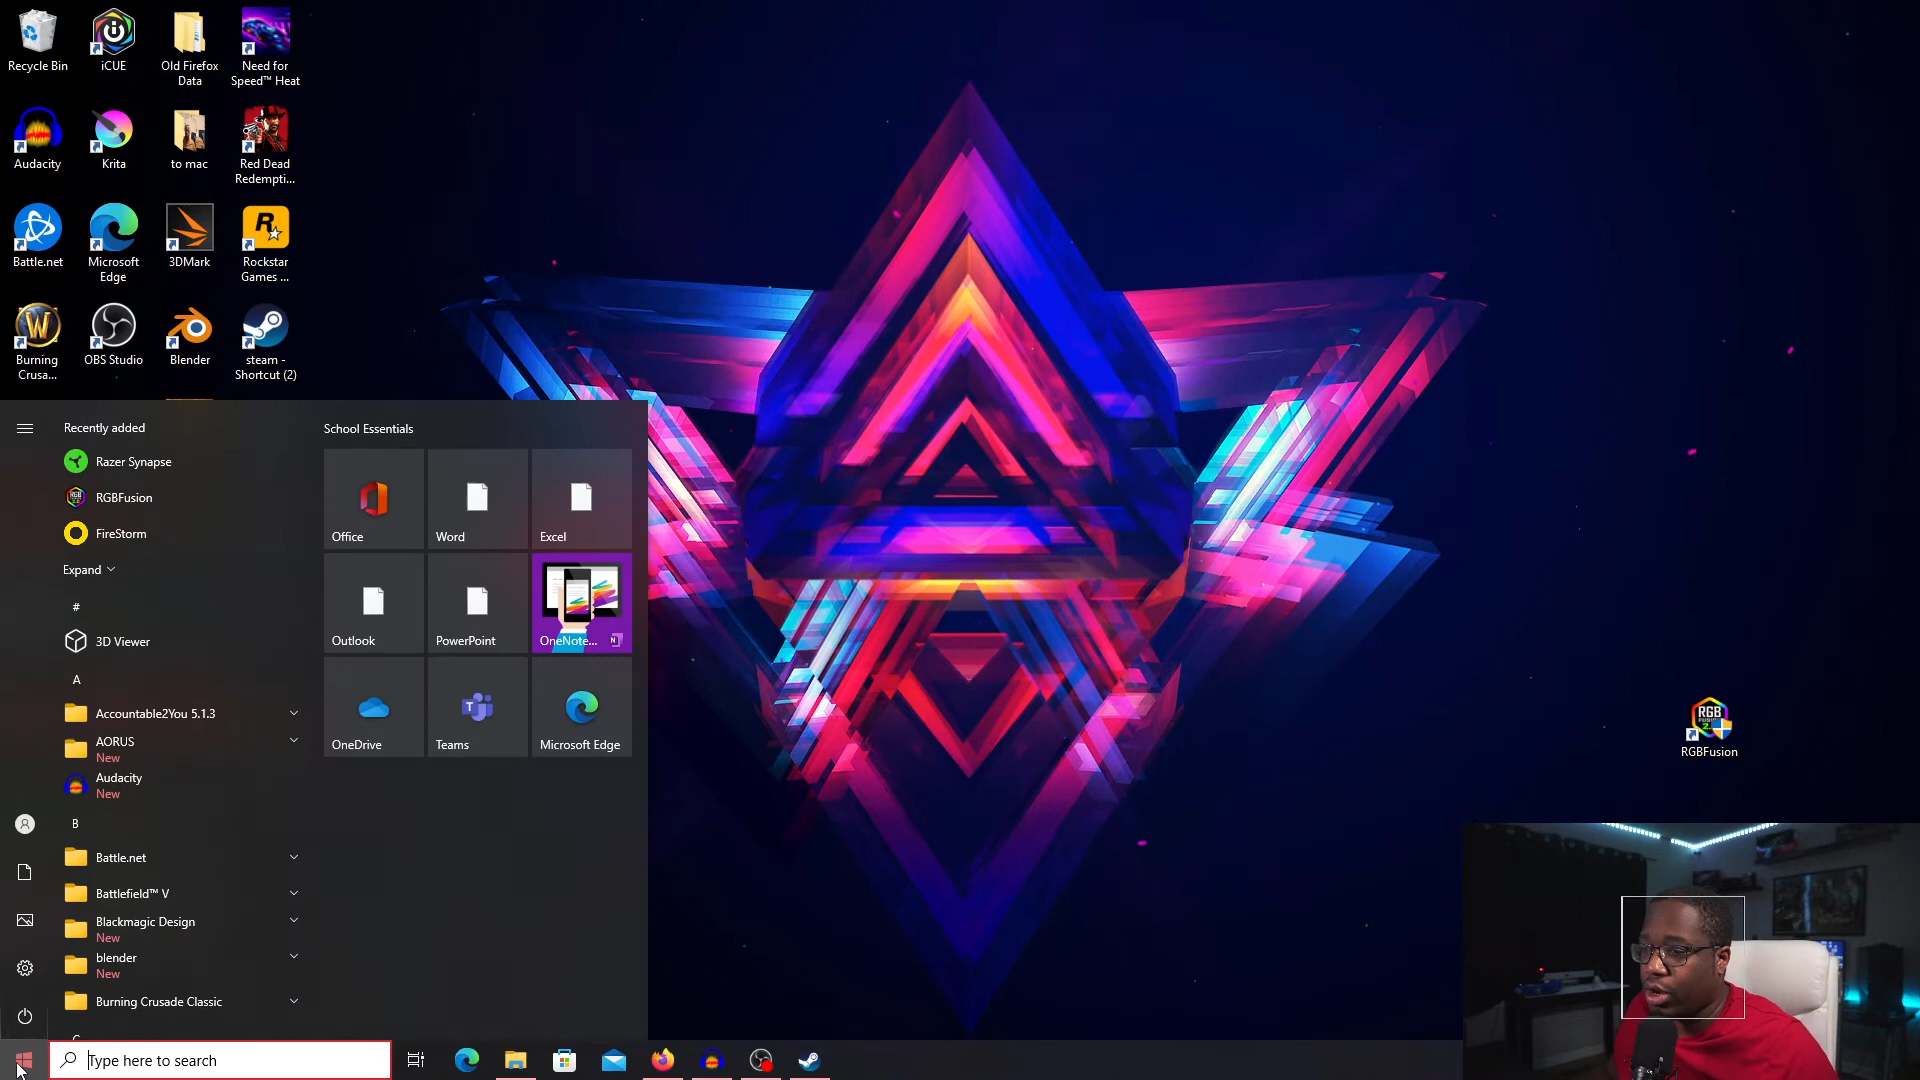 Recycle Bin
iCUE
Old Firefox
Data
Need for
Speed™ Heat
Audacity
Krita
to mac
Red Dead
Redempti...
Battle.net
Microsoft
Edge
3DMark
Rockstar
Games ...
Burning
Crusa...
OBS Studio
Blender
steam -
Shortcut (2)
Recently added
Razer Synapse
RGBFusion
FireStorm
Expand
#
3D Viewer
A
Accountable2You 5.1.3
AORUS
New
Audacity
New
B
Battle.net
Battlefield™ V
Blackmagic Design
New
blender
New
Burning Crusade Classic
School Essentials
Office
Word
Excel
Outlook
PowerPoint
OneNote...
OneDrive
Teams
Microsoft Edge
RGB
RGBFusion
Type here to search